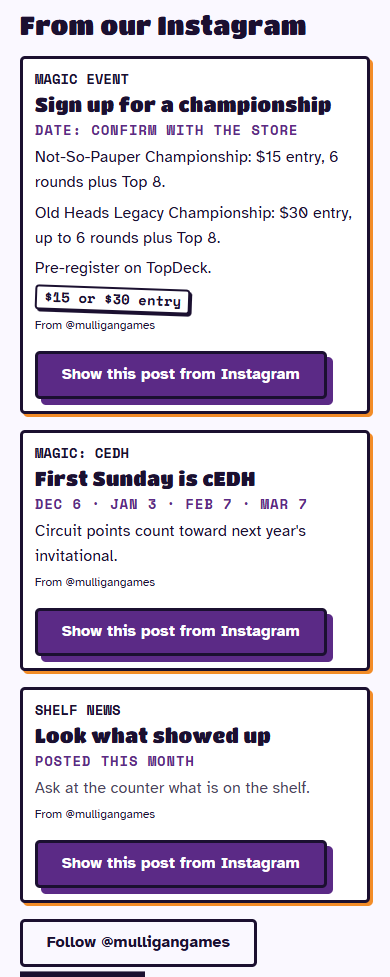 From our Instagram
MAGIC EVENT
Sign up for a championship
DATE: CONFIRM WITH THE STORE
Not-So-Pauper Championship: $15 entry, 6
rounds plus Top 8.
Old Heads Legacy Championship: $30 entry,
up to 6 rounds plus Top 8.
Pre-register on TopDeck.
$15 or $30 entry
From @mulligangames
Show this post from Instagram
MAGIC: CEDH
First Sunday is cEDH
DEC 6 · JAN 3 · FEB 7 · MAR 7
Circuit points count toward next year's
invitational.
From @mulligangames
Show this post from Instagram
SHELF NEWS
Look what showed up
POSTED THIS MONTH
Ask at the counter what is on the shelf.
From @mulligangames
Show this post from Instagram
Follow @mulligangames